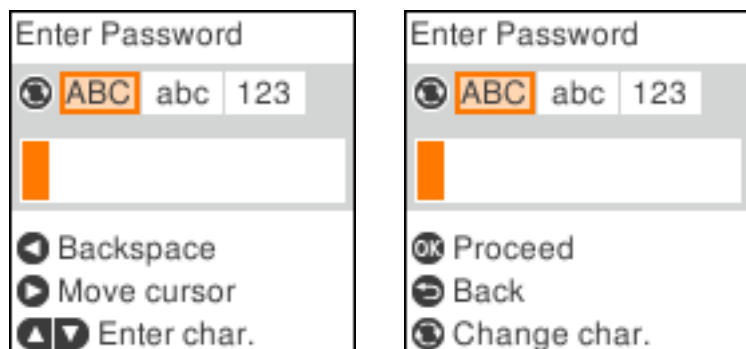 Enter Password
ABC abc 123
Backspace
Move cursor
Enter char.
Enter Password
ABC abc 123
OK Proceed
Back
Change char.